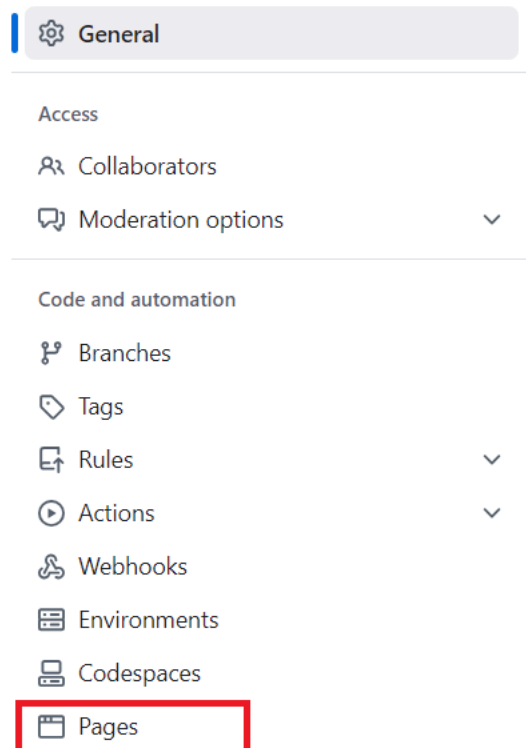 General
Access
Collaborators
Moderation options
Code and automation
Branches
Tags
Rules
Actions
Webhooks
Environments
Codespaces
Pages